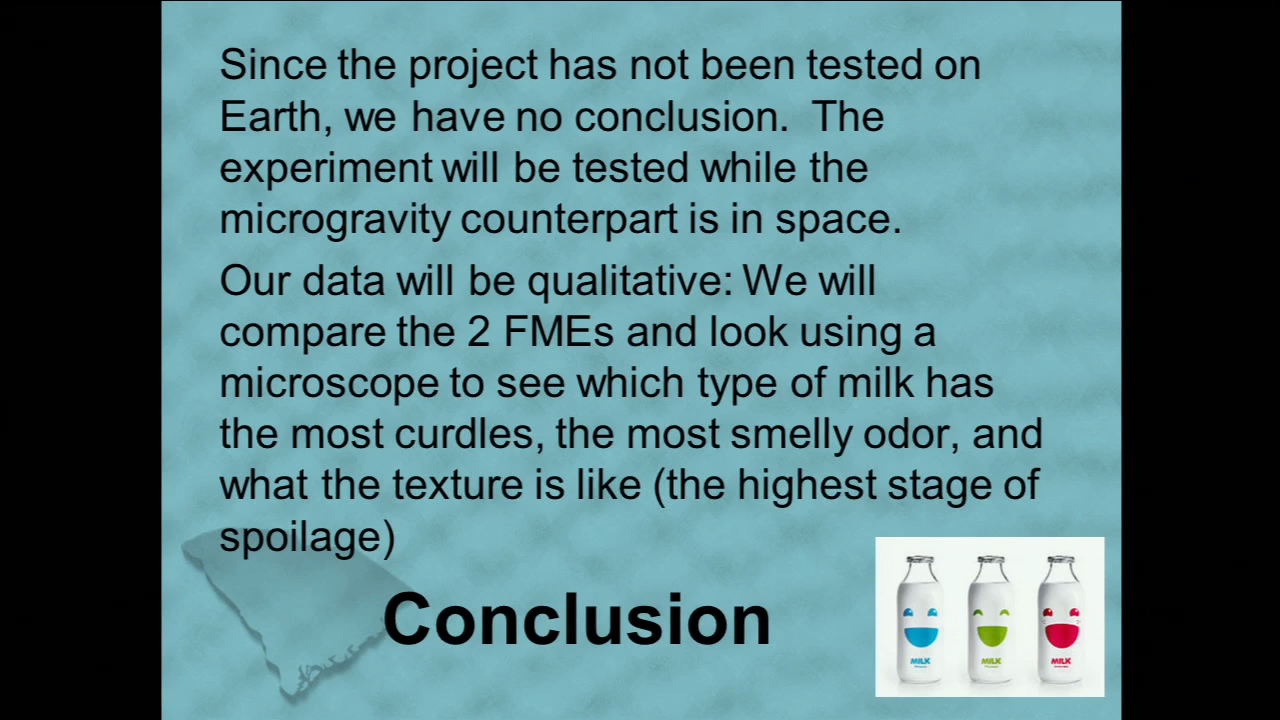 Since the project has not been tested on
Earth, we have no conclusion. The
experiment will be tested while the
microgravity counterpart is in space.
Our data will be qualitative: We will
compare the 2 FMEs and look using a
microscope to see which type of milk has
the most curdles, the most smelly odor, and
what the texture is like (the highest stage of
spoilage)
Conclusion
MILK MILK MILK